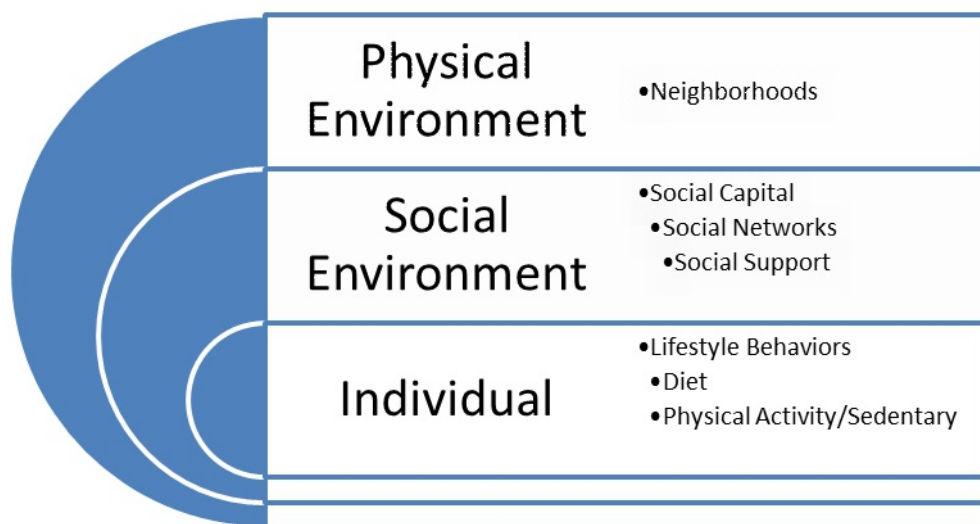 Physical
Environment
•Neighborhoods
Social
Environment
•Social Capital
•Social Networks
•Social Support
Individual
•Lifestyle Behaviors
•Diet
•Physical Activity/Sedentary